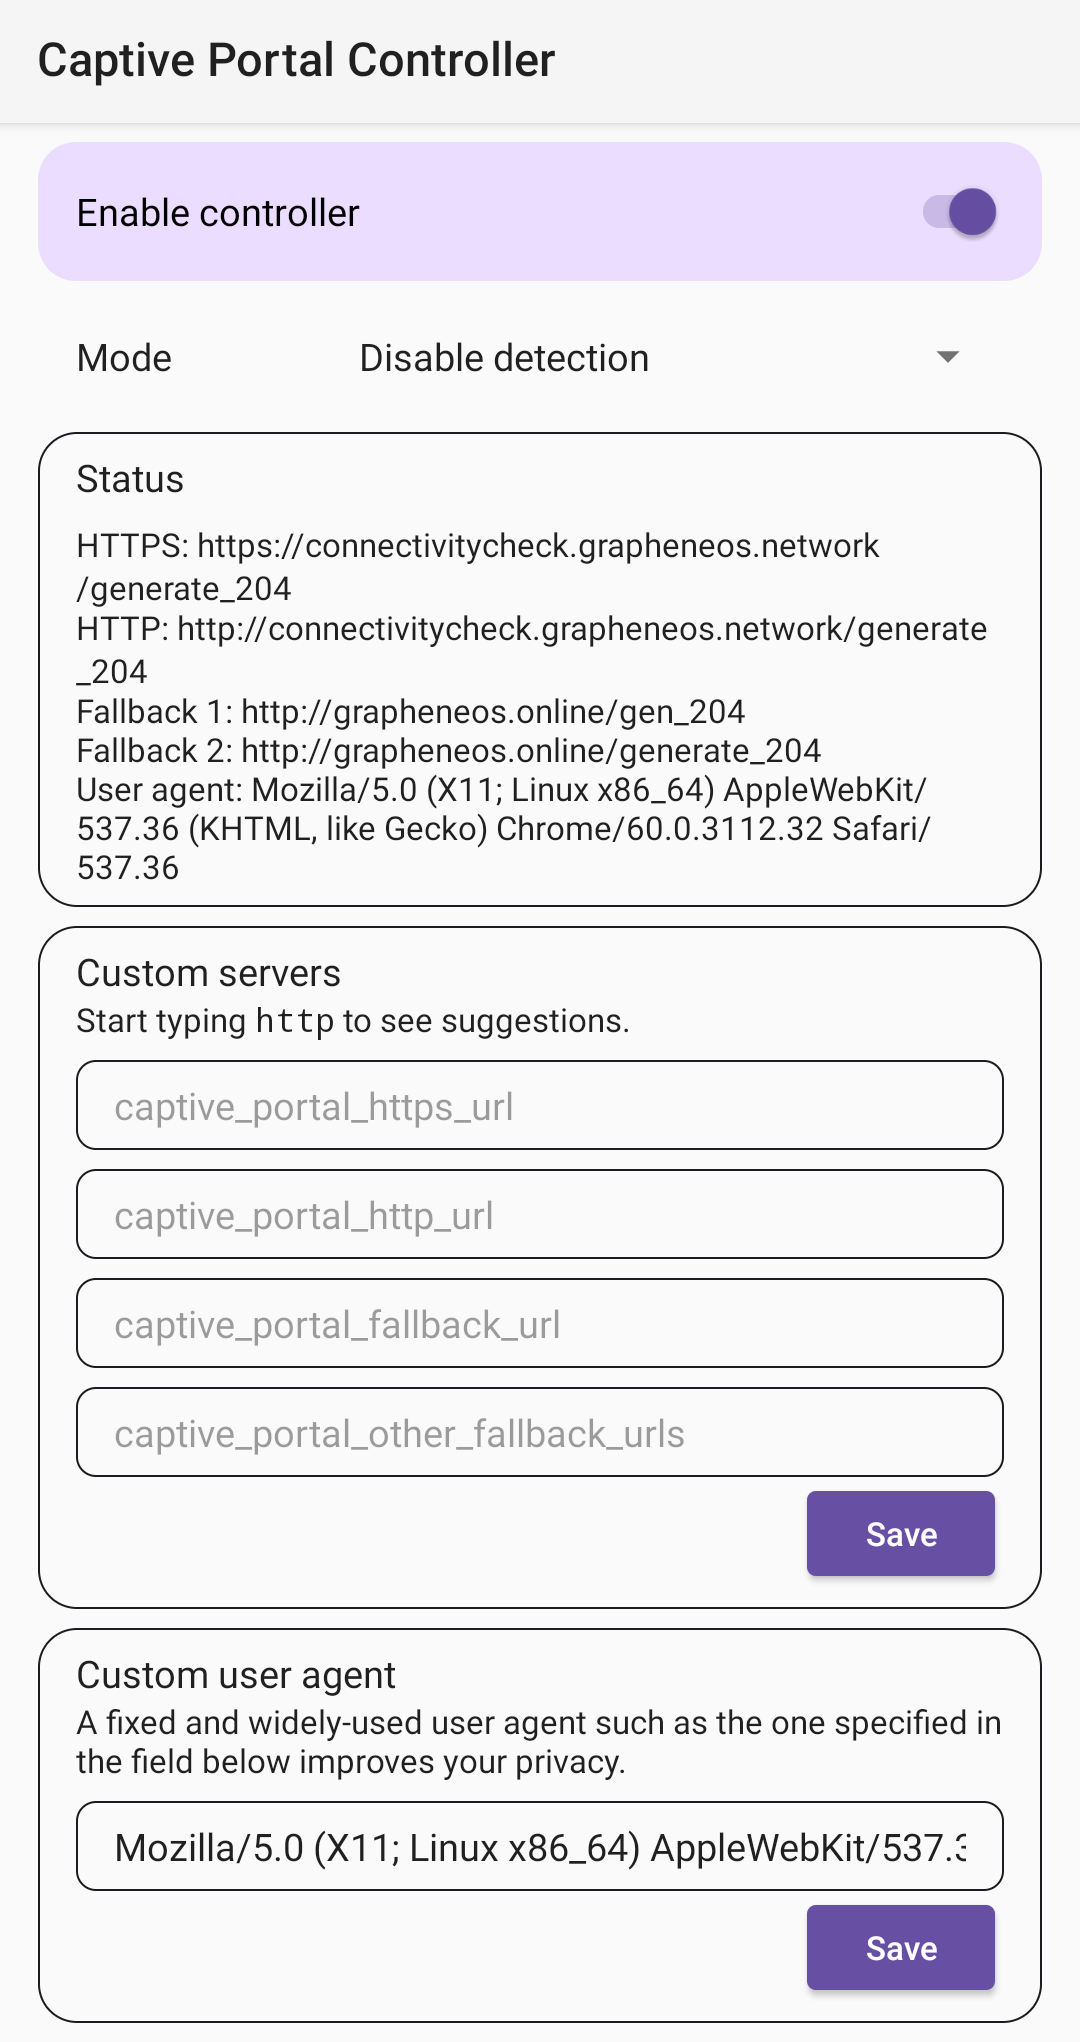 Captive Portal Controller
Enable controller
Mode Disable detection
Status
HTTPS: https://connectivitycheck.grapheneos.network
/generate_204
HTTP: http://connectivitycheck.grapheneos.network/generate
_204
Fallback 1: http://grapheneos.online/gen_204
Fallback 2: http://grapheneos.online/generate_204
User agent: Mozilla/5.0 (X11; Linux x86_64) AppleWebKit/
537.36 (KHTML, like Gecko) Chrome/60.0.3112.32 Safari/
537.36
Custom servers
Start typing http to see suggestions.
captive_portal_https_url
captive_portal_http_url
captive_portal_fallback_url
captive_portal_other_fallback_urls
Save
Custom user agent
A fixed and widely-used user agent such as the one specified in
the field below improves your privacy.
Mozilla/5.0 (X11; Linux x86_64) AppleWebKit/537.3
Save